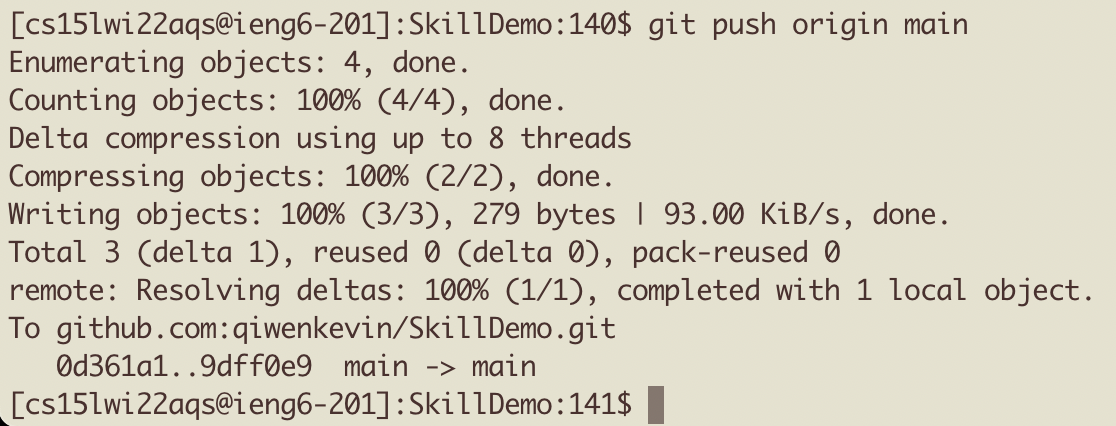 [cs15lwi22aqs@ieng6-201]:SkillDemo:140$ git push origin main
Enumerating objects: 4, done.
Counting objects: 100% (4/4), done.
Delta compression using up to 8 threads
Compressing objects: 100% (2/2), done.
Writing objects: 100% (3/3), 279 bytes | 93.00 KiB/s, done.
Total 3 (delta 1), reused 0 (delta 0), pack-reused 0
remote: Resolving deltas: 100% (1/1), completed with 1 local object.
To github.com:qiwenkevin/SkillDemo.git
   0d361a1..9dff0e9  main -> main
[cs15lwi22aqs@ieng6-201]:SkillDemo:141$